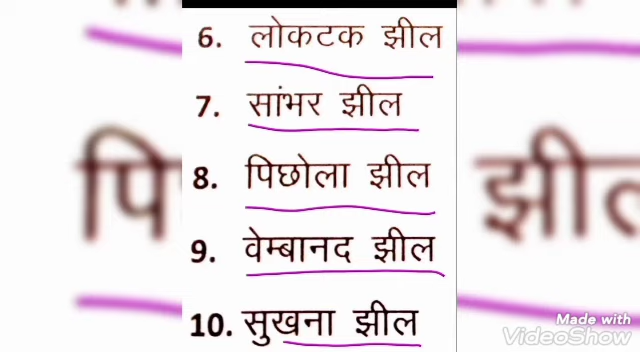 6. लोकटक झील
7. सांभर झील
8. पिछोला झील
9. वेम्बानद झील
10. सुखना झील
Made with
VideoShow